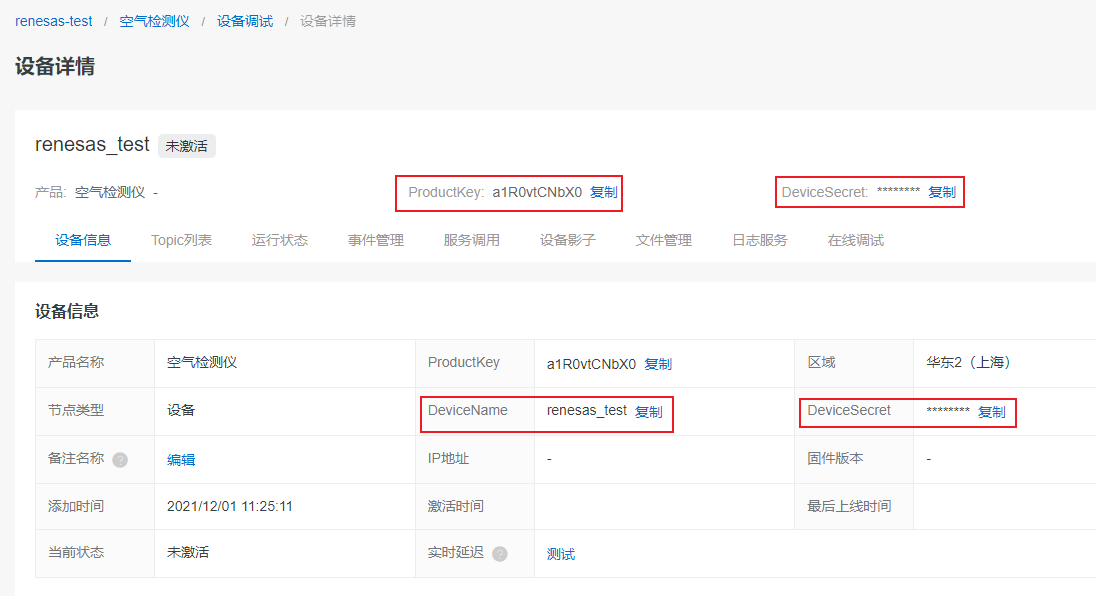 renesas-test / 空气检测仪 / 设备调试 / 设备详情
设备详情
renesas_test 未激活
产品: 空气检测仪 - ProductKey: a1R0vtCNbX0 复制 DeviceSecret: ******** 复制
设备信息 Topic列表 运行状态 事件管理 服务调用 设备影子 文件管理 日志服务 在线调试
设备信息
产品名称 空气检测仪 ProductKey a1R0vtCNbX0 复制 区域 华东2（上海）
节点类型 设备 DeviceName renesas_test 复制 DeviceSecret ******** 复制
备注名称 ? 编辑 IP地址 - 固件版本 -
添加时间 2021/12/01 11:25:11 激活时间 最后上线时间
当前状态 未激活 实时延迟 ? 测试